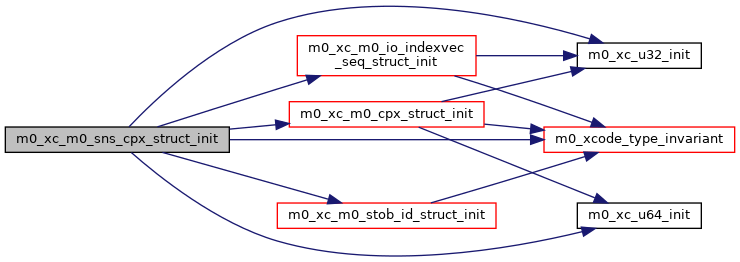 m0_xc_m0_sns_cpx_struct_init
m0_xc_m0_io_indexvec
_seq_struct_init
m0_xc_m0_cpx_struct_init
m0_xc_m0_stob_id_struct_init
m0_xc_u32_init
m0_xcode_type_invariant
m0_xc_u64_init